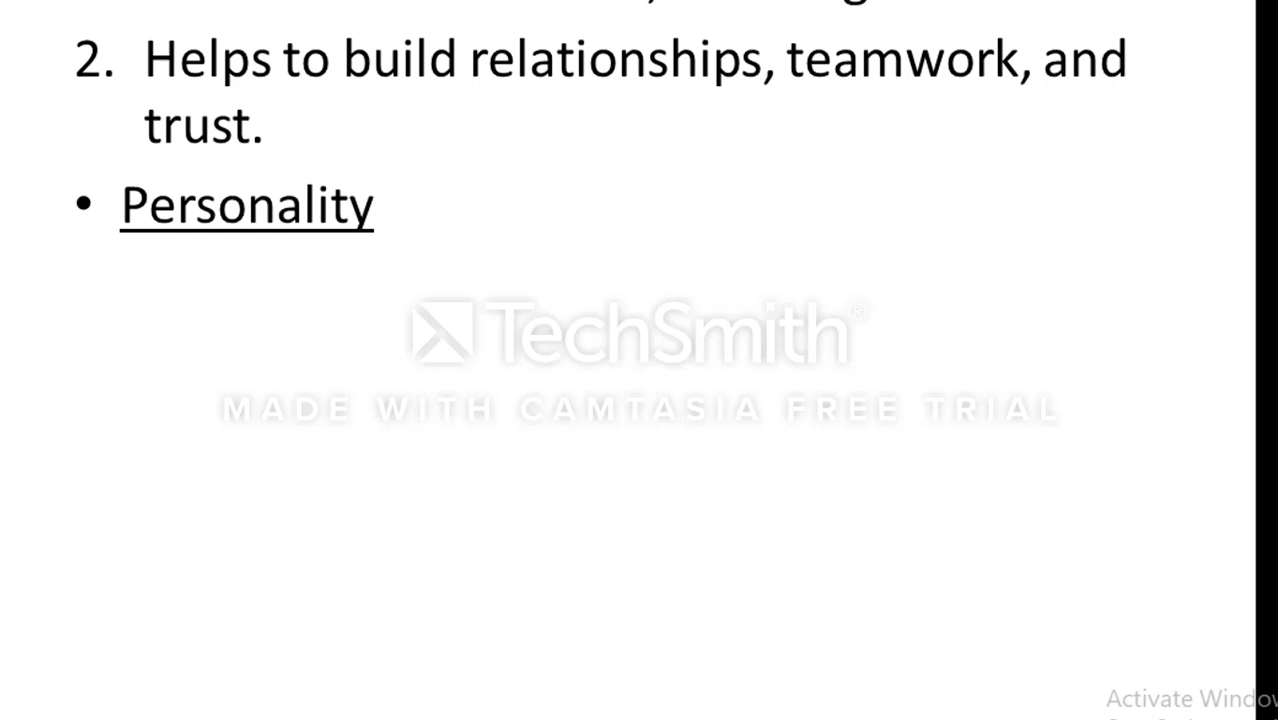 2. Helps to build relationships, teamwork, and
trust.
• Personality
TechSmith®
MADE WITH CAMTASIA FREE TRIAL
Activate Window